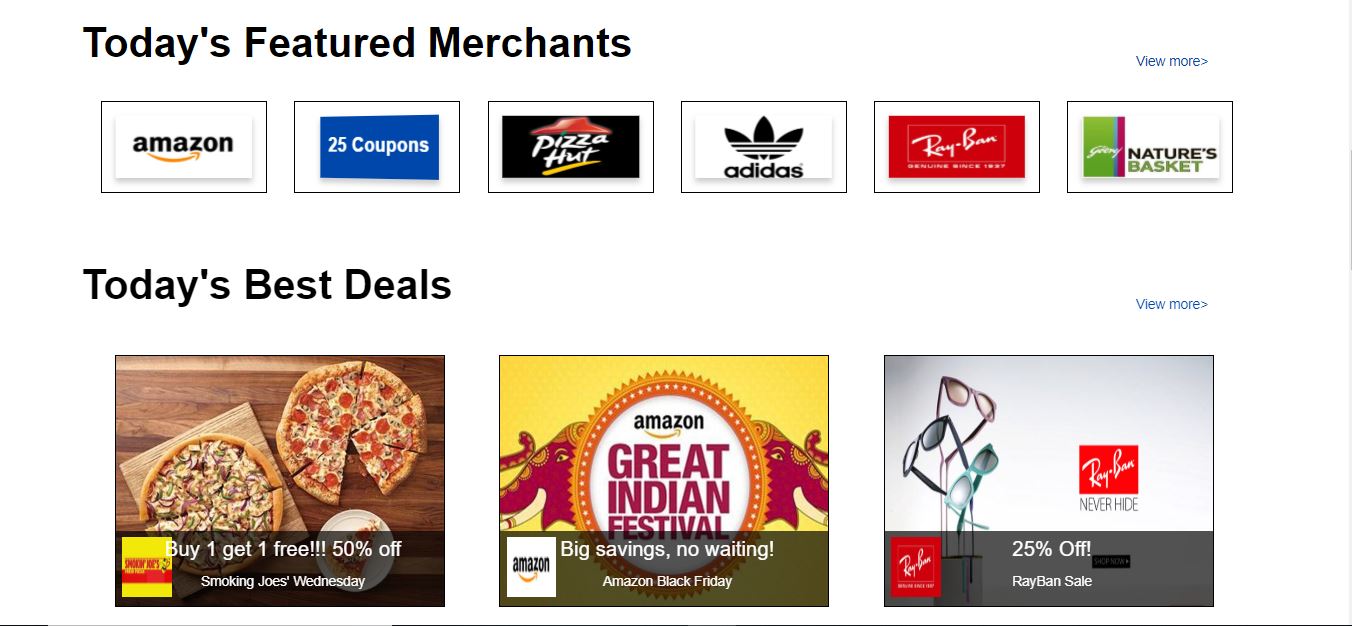 Today's Featured Merchants
View more>
amazon
25 Coupons
Pizza
Hut
adidas
Ray-Ban
GENUINE SINCE 1937
Godrej
NATURE'S
BASKET
Today's Best Deals
View more>
SMOKIN' JOE'S
Buy 1 get 1 free!!! 50% off
Smoking Joes' Wednesday
amazon
GREAT
INDIAN
FESTIVAL
amazon
Big savings, no waiting!
Amazon Black Friday
Ray-Ban
NEVER HIDE
SHOP NOW
Ray-Ban
GENUINE SINCE 1937
25% Off!
RayBan Sale